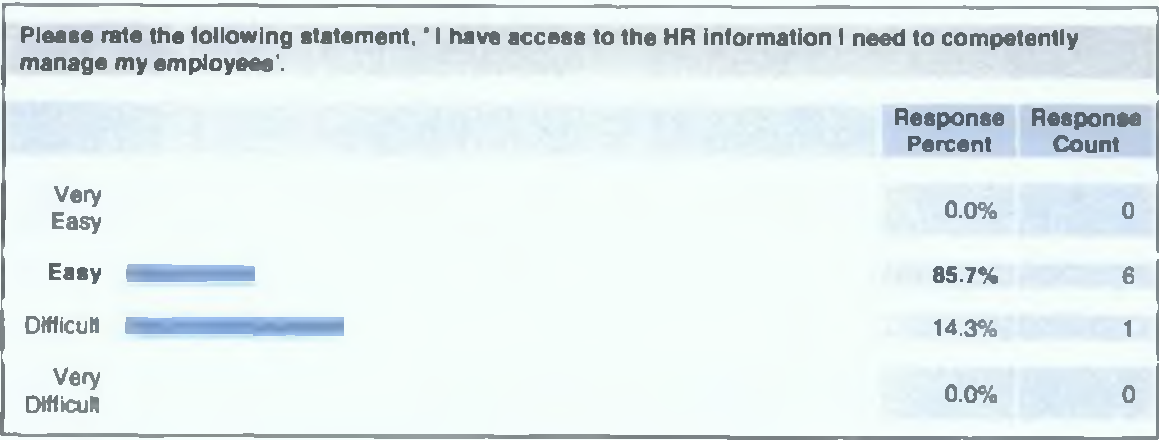 Please rate the following statement, ' I have access to the HR information I need to competently
manage my employees'.
Response Response
Percent Count
Very
Easy 0.0% 0
Easy 85.7% 6
Difficult 14.3% 1
Very
Difficult 0.0% 0